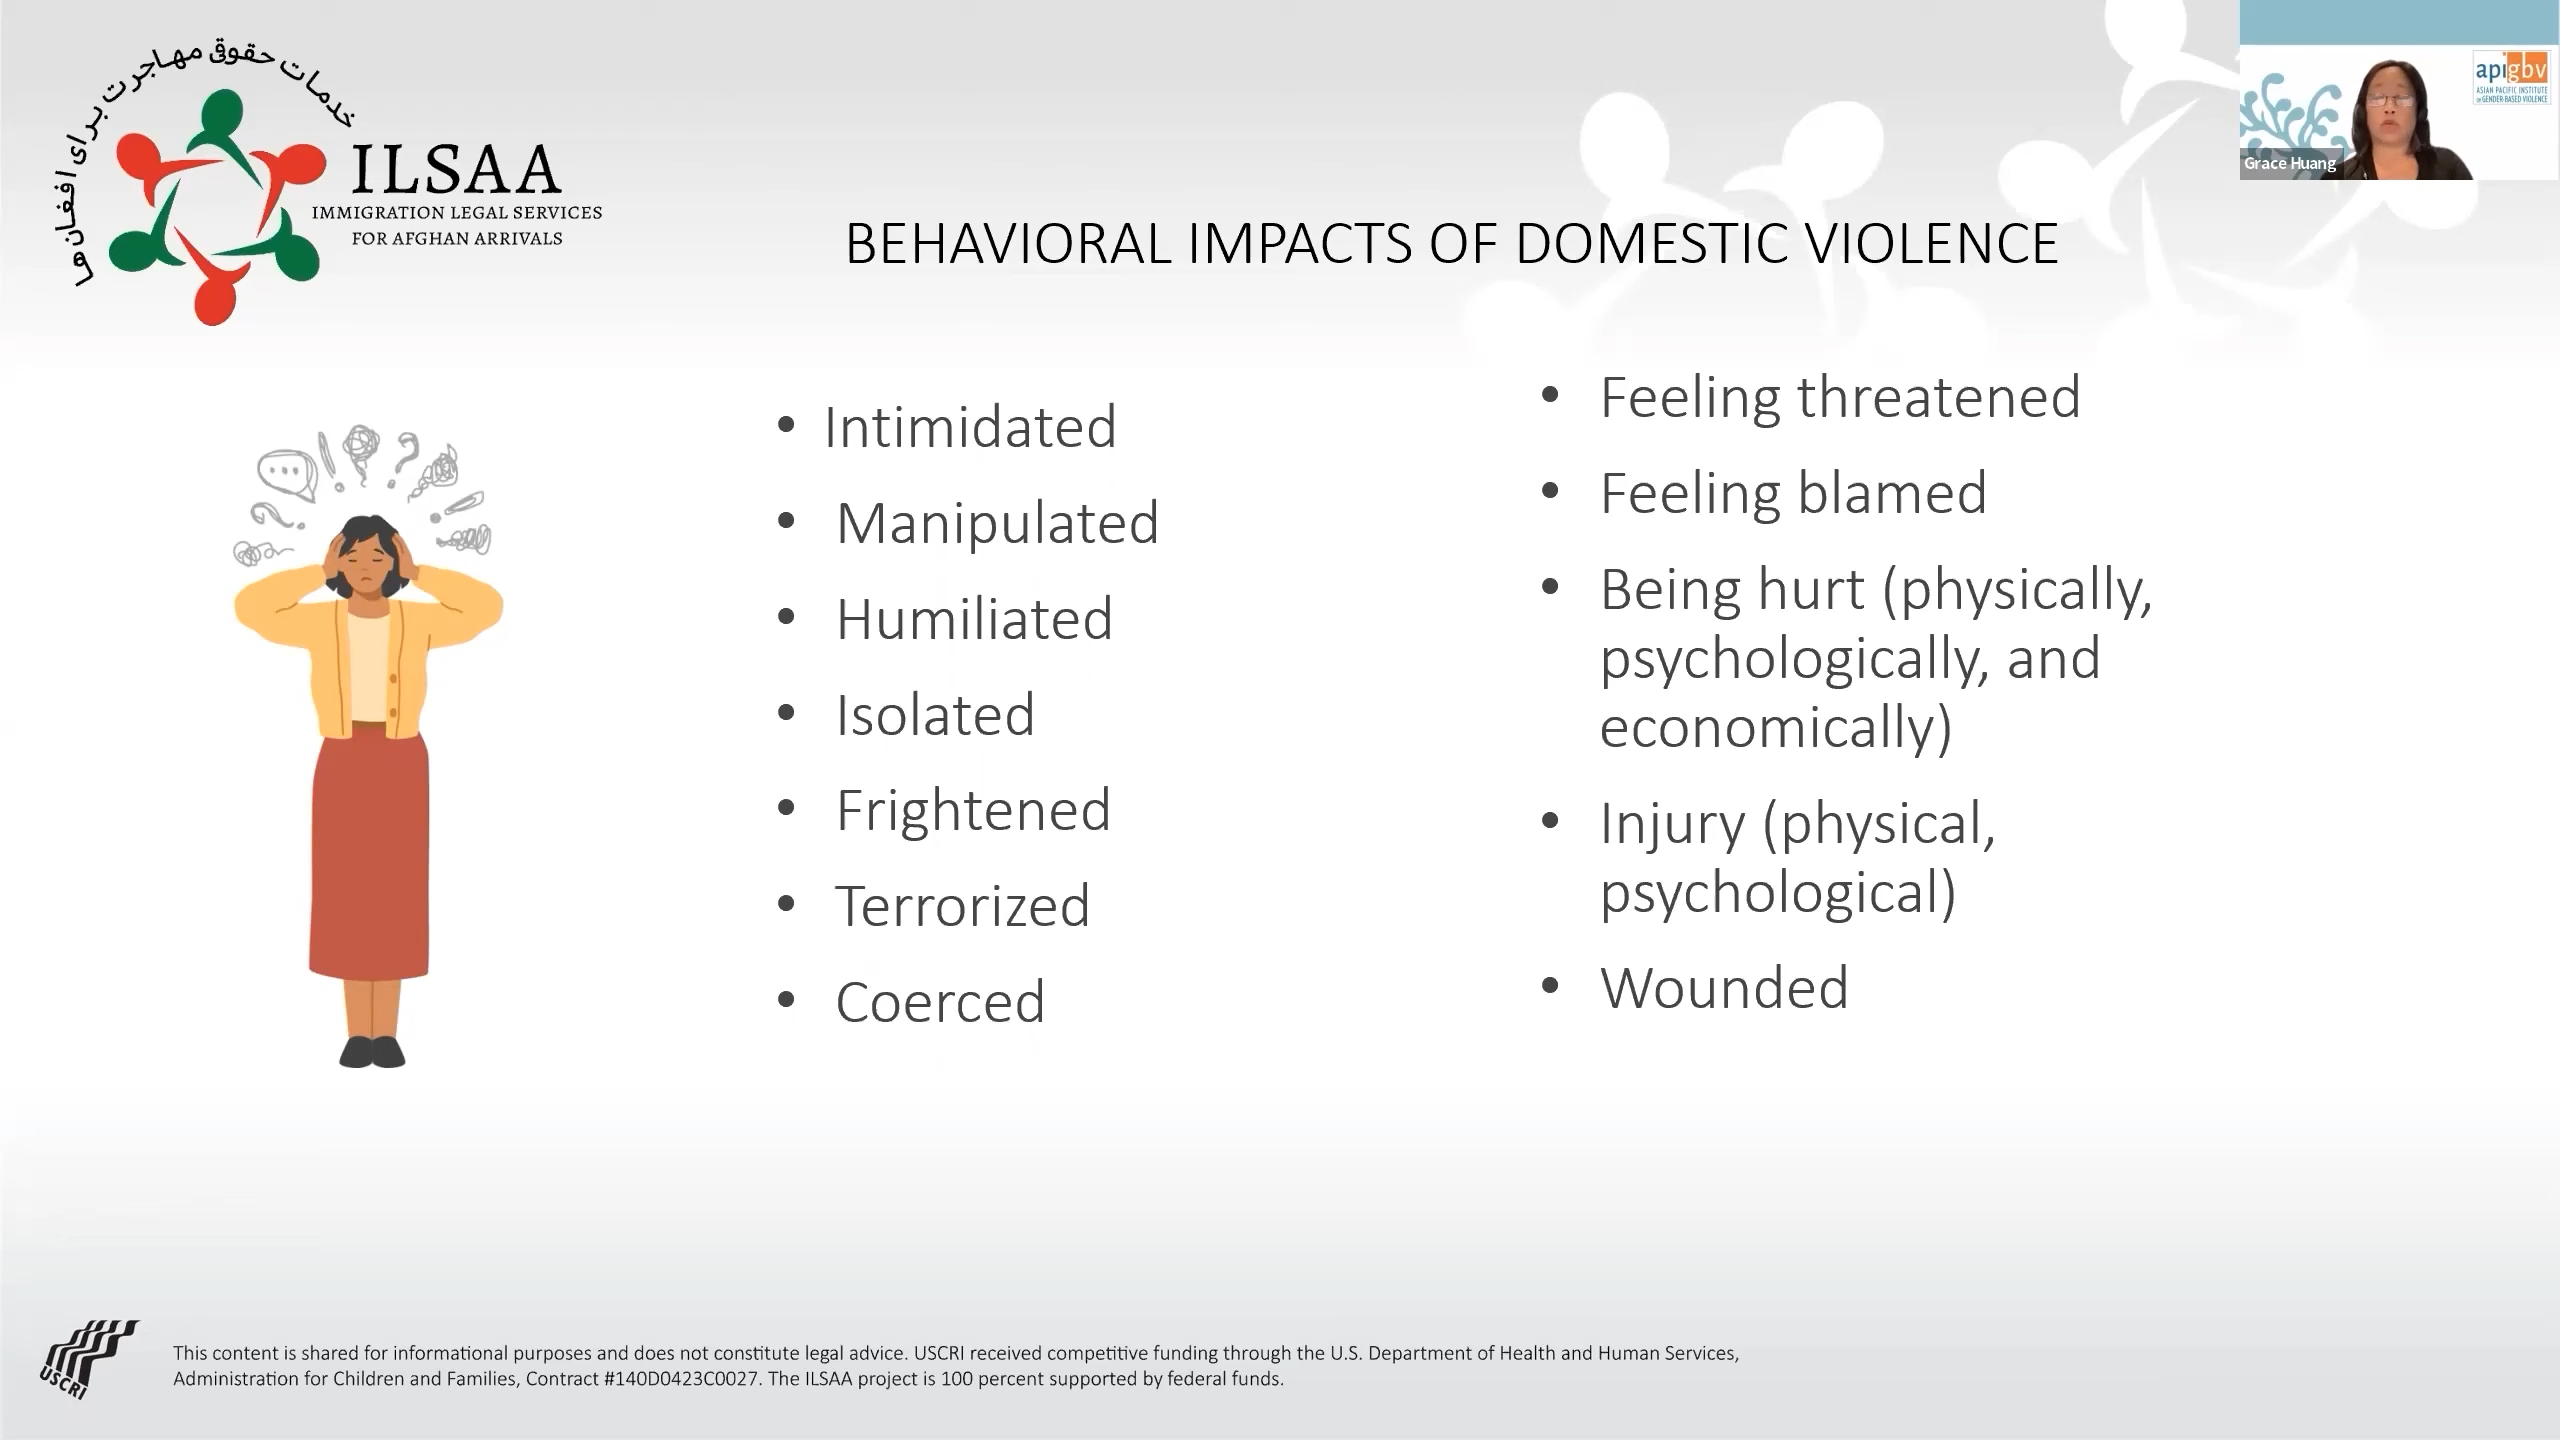 خدمات حقوقی مهاجرت برای افغان‌ها
ILSAA
IMMIGRATION LEGAL SERVICES
FOR AFGHAN ARRIVALS
apigbv
ASIAN PACIFIC INSTITUTE
on GENDER-BASED VIOLENCE
Grace Huang
BEHAVIORAL IMPACTS OF DOMESTIC VIOLENCE
• Intimidated
• Manipulated
• Humiliated
• Isolated
• Frightened
• Terrorized
• Coerced
• Feeling threatened
• Feeling blamed
• Being hurt (physically,
psychologically, and
economically)
• Injury (physical,
psychological)
• Wounded
USCRI
This content is shared for informational purposes and does not constitute legal advice. USCRI received competitive funding through the U.S. Department of Health and Human Services,
Administration for Children and Families, Contract #140D0423C0027. The ILSAA project is 100 percent supported by federal funds.